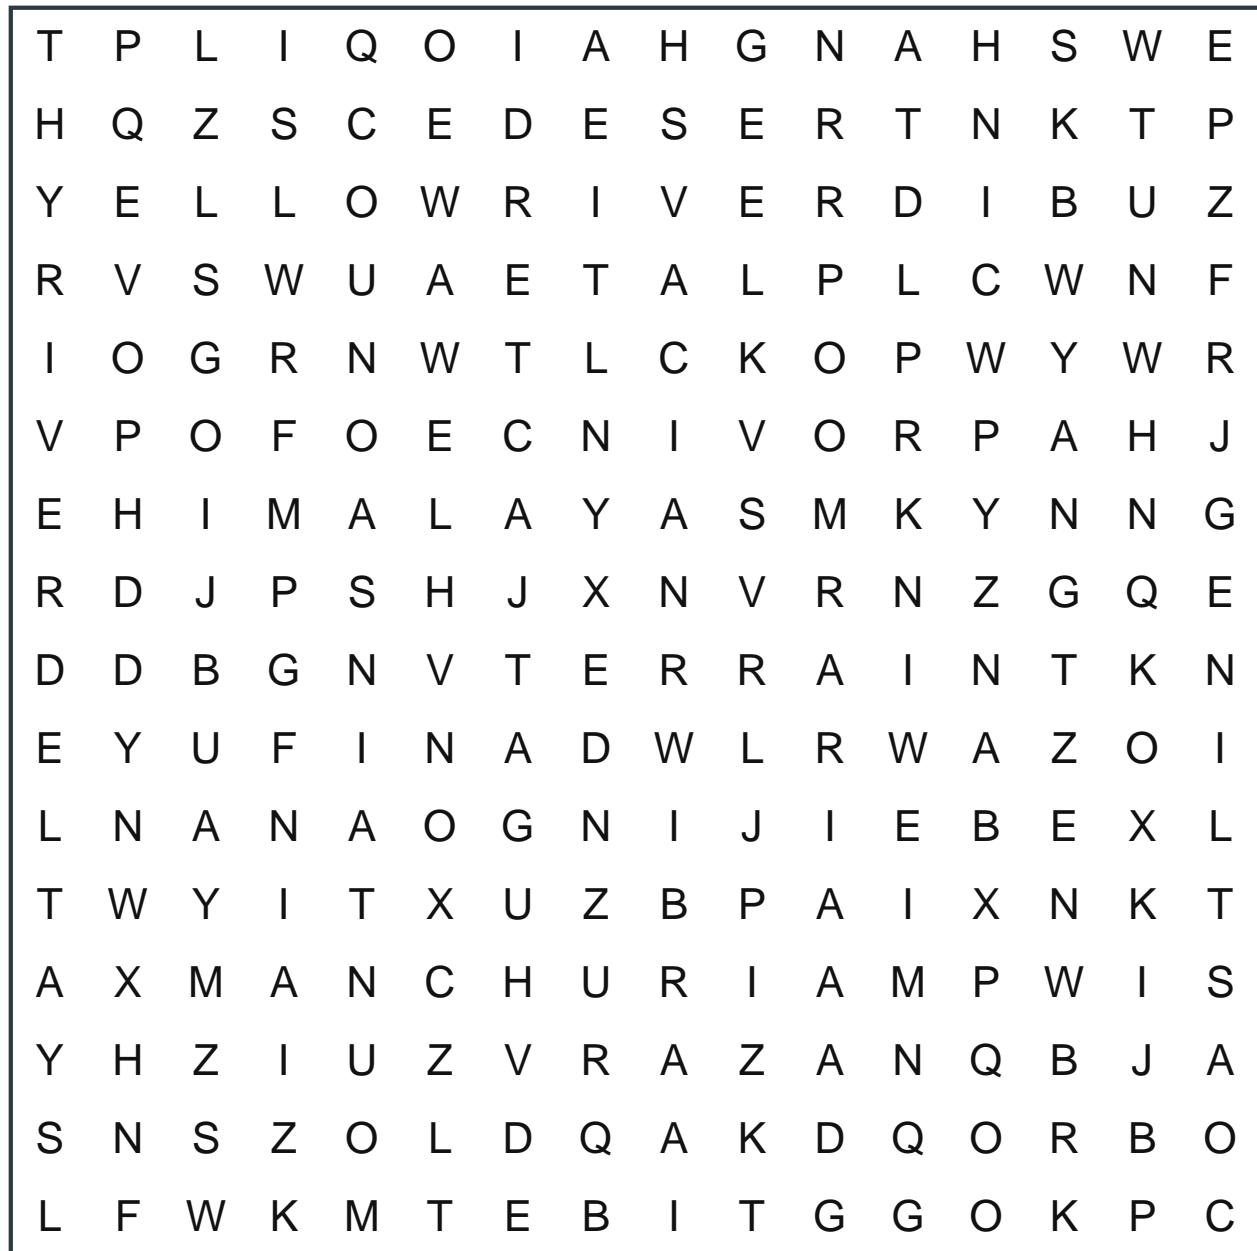 T P L I Q O I A H G N A H S W E
H Q Z S C E D E S E R T N K T P
Y E L L O W R I V E R D I B U Z
R V S W U A E T A L P L C W N F
I O G R N W T L C K O P W Y W R
V P O F O E C N I V O R P A H J
E H I M A L A Y A S M K Y N N G
R D J P S H J X N V R N Z G Q E
D D B G N V T E R R A I N T K N
E Y U F I N A D W L R W A Z O I
L N A N A O G N I J I E B E X L
T W Y I T X U Z B P A I X N K T
A X M A N C H U R I A M P W I S
Y H Z I U Z V R A Z A N Q B J A
S N S Z O L D Q A K D Q O R B O
L F W K M T E B I T G G O K P C